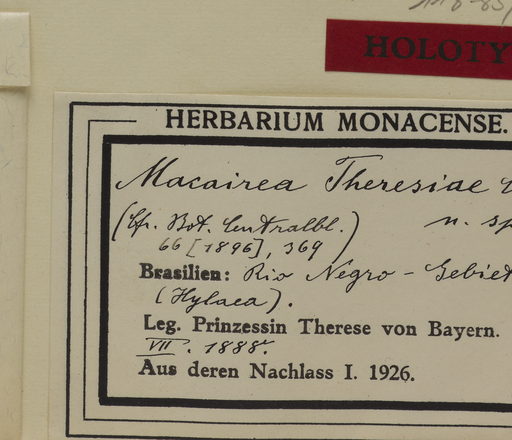 HOLOTY
HERBARIUM MONACENSE.
Macairea Theresiae
(Cfr. Bot. Centralbl.) n. sp
66 [1896], 369
Brasilien: Rio Negro - Gebiet
(Hylaea).
Leg. Prinzessin Therese von Bayern.
VII. 1888.
Aus deren Nachlass I. 1926.